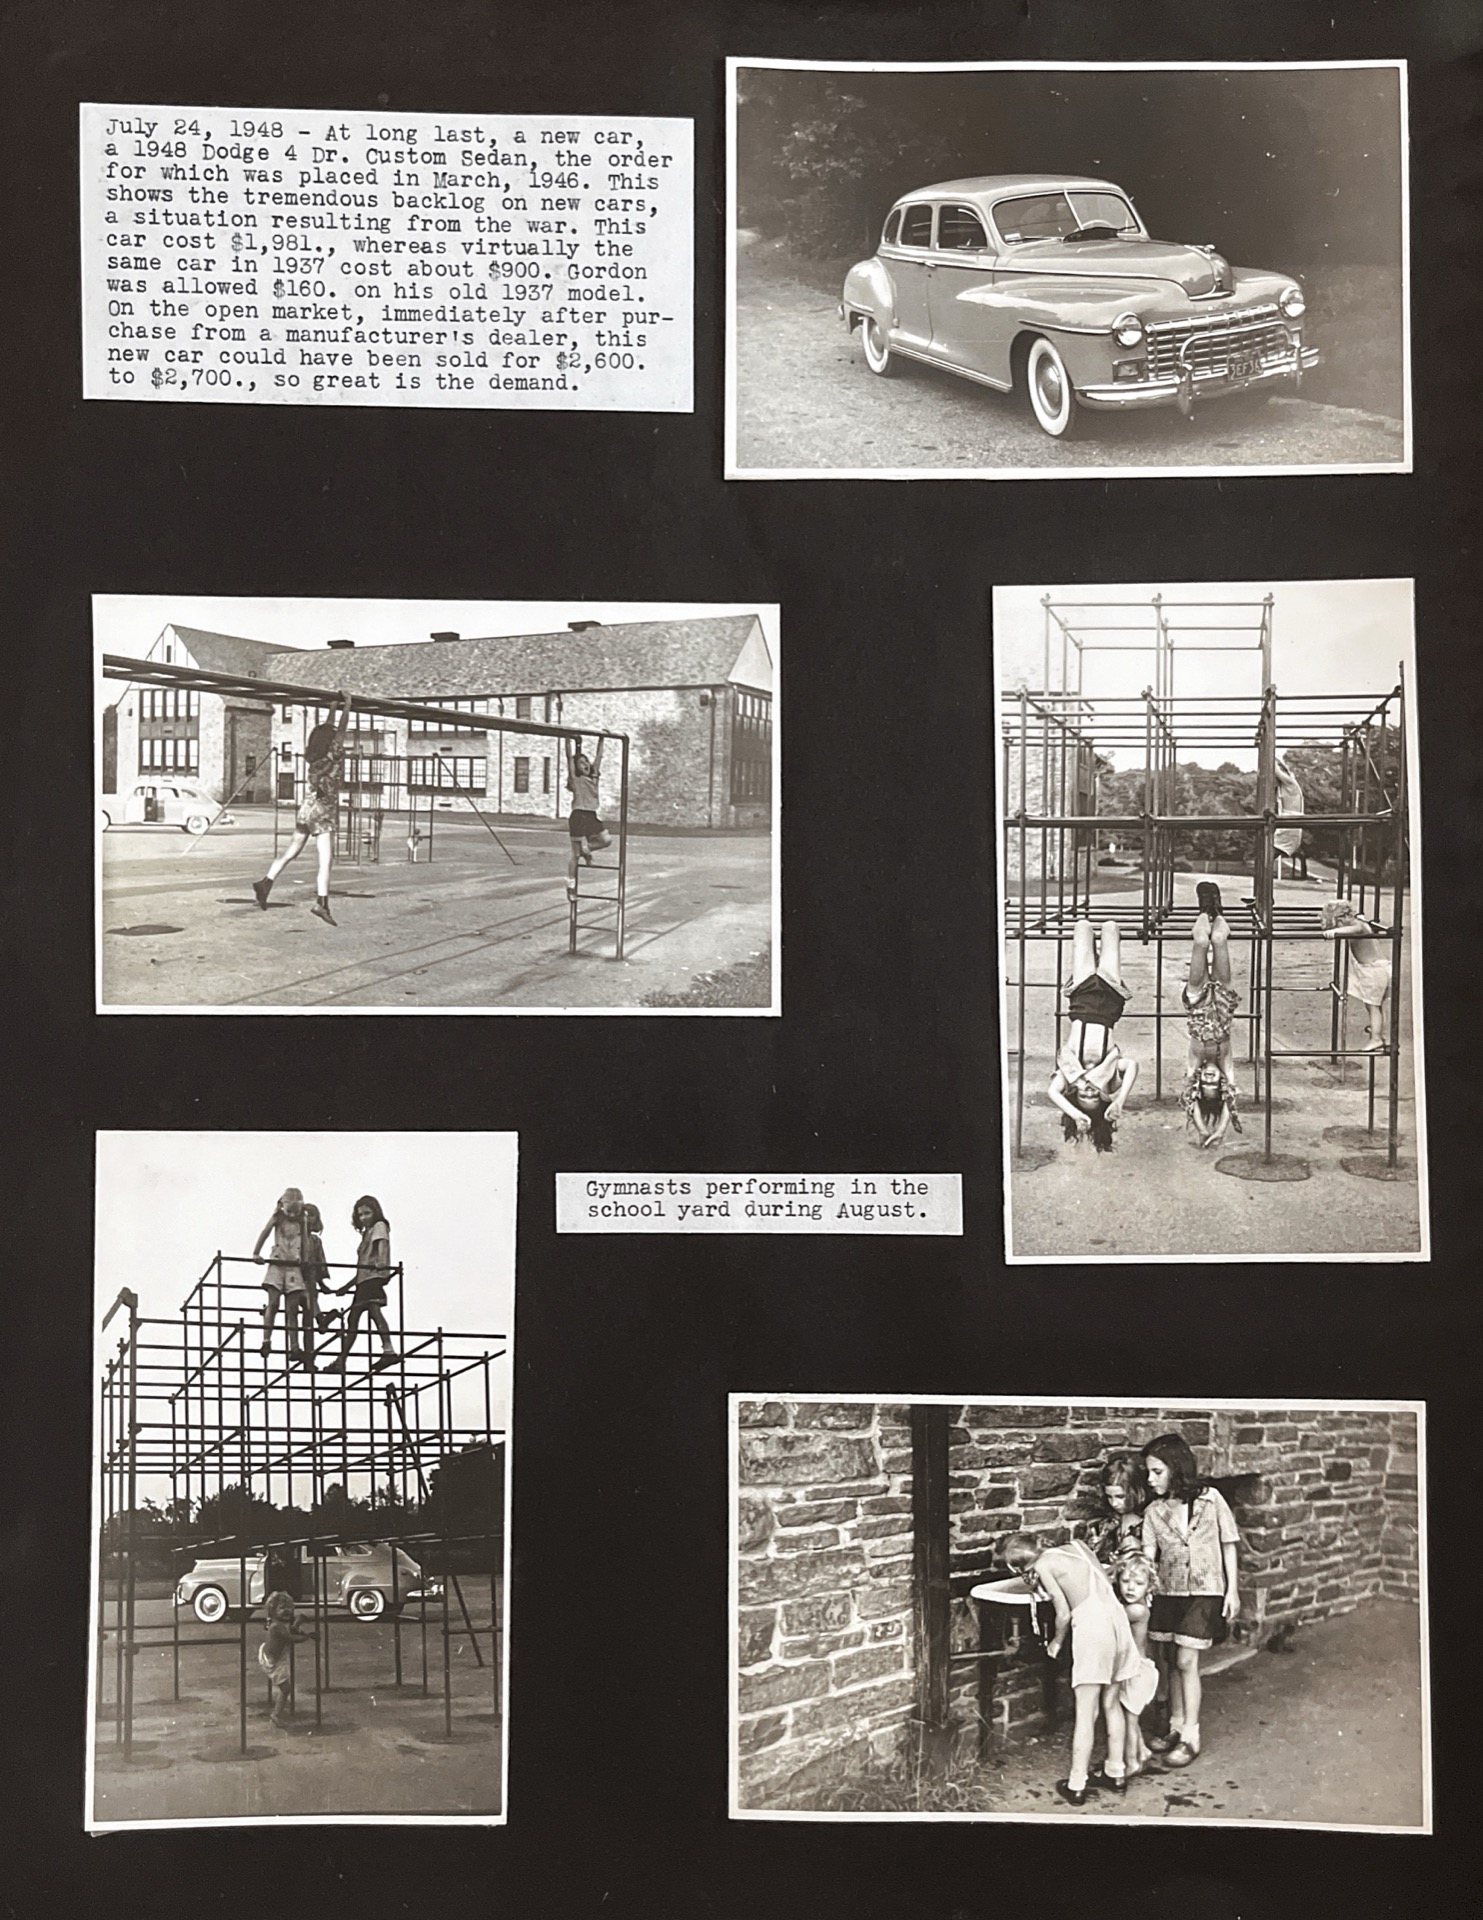 July 24, 1948 - At long last, a new car,
a 1948 Dodge 4 Dr. Custom Sedan, the order
for which was placed in March, 1946. This
shows the tremendous backlog on new cars,
a situation resulting from the war. This
car cost $1,981., whereas virtually the
same car in 1937 cost about $900. Gordon
was allowed $160. on his old 1937 model.
On the open market, immediately after pur-
chase from a manufacturer's dealer, this
new car could have been sold for $2,600.
to $2,700., so great is the demand.
Gymnasts performing in the
school yard during August.